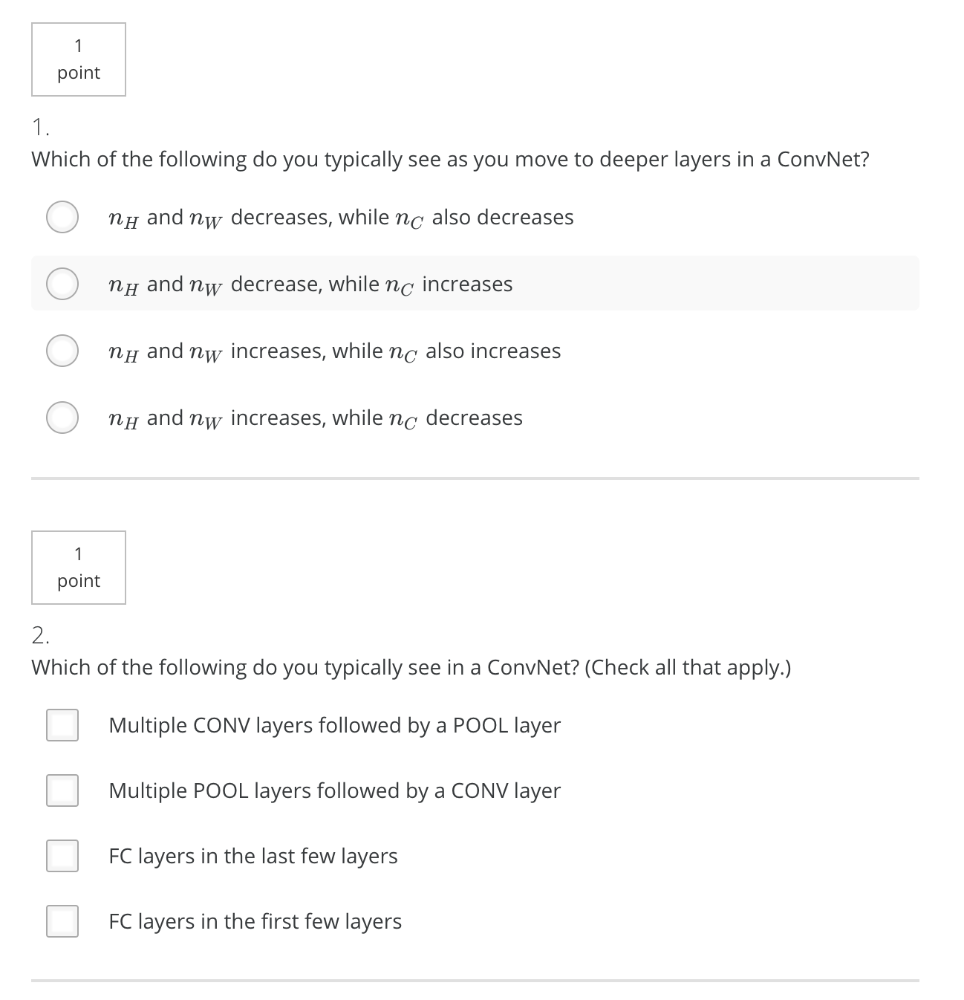 1
point
1.
Which of the following do you typically see as you move to deeper layers in a ConvNet?
n_H and n_W decreases, while n_C also decreases
n_H and n_W decrease, while n_C increases
n_H and n_W increases, while n_C also increases
n_H and n_W increases, while n_C decreases
1
point
2.
Which of the following do you typically see in a ConvNet? (Check all that apply.)
Multiple CONV layers followed by a POOL layer
Multiple POOL layers followed by a CONV layer
FC layers in the last few layers
FC layers in the first few layers